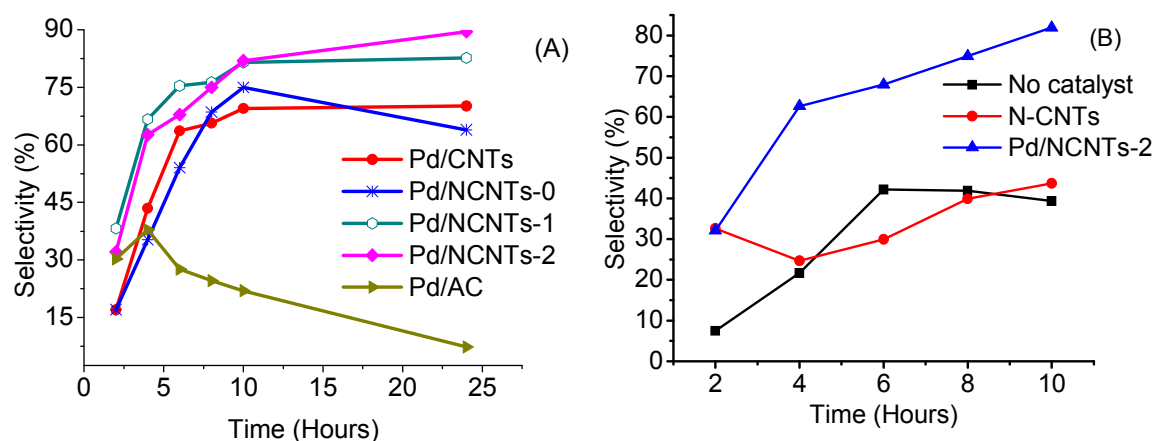 (A)
Selectivity (%)
90
75
60
45
30
15
Pd/CNTs
Pd/NCNTs-0
Pd/NCNTs-1
Pd/NCNTs-2
Pd/AC
0 5 10 15 20 25
Time (Hours)
(B)
Selectivity (%)
80
70
60
50
40
30
20
10
0
No catalyst
N-CNTs
Pd/NCNTs-2
2 4 6 8 10
Time (Hours)